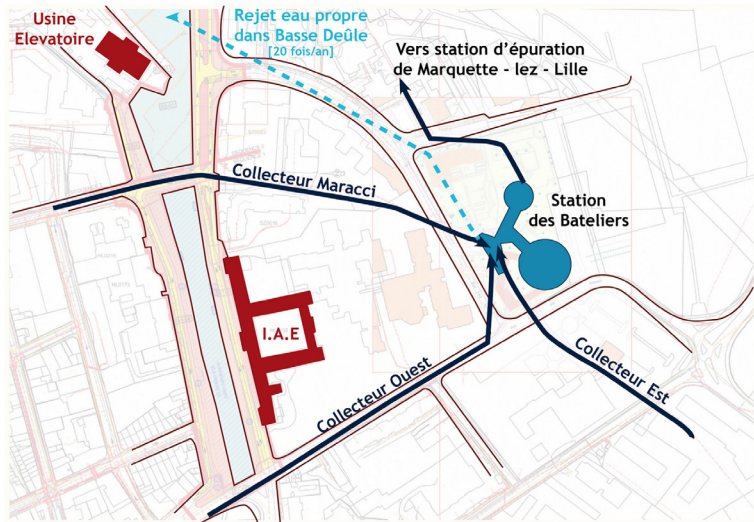 Usine
Elevatoire
Rejet eau propre
dans Basse Deûle
[20 fois/an]
Vers station d'épuration
de Marquette - lez - Lille
Collecteur Maracci
Station
des Bateliers
I.A.E
Collecteur Ouest
Collecteur Est